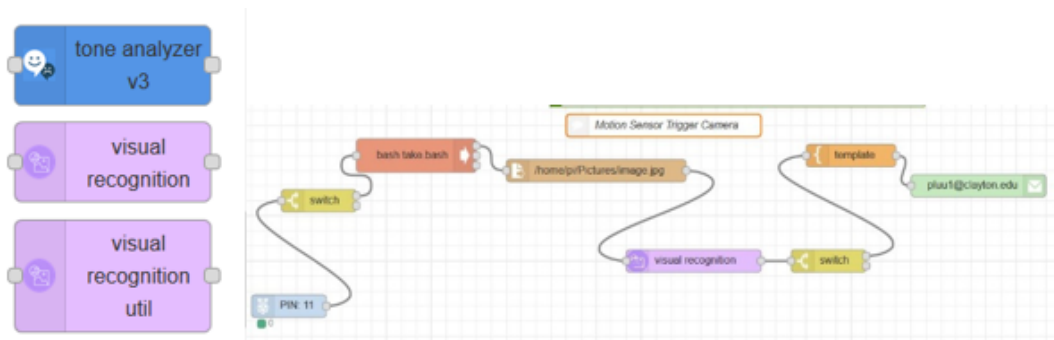 tone analyzer
v3
visual
recognition
visual
recognition
util
Motion Sensor Trigger Camera
bash take.bash
/home/pi/Pictures/image.jpg
template
pluu1@clayton.edu
switch
visual recognition
switch
PIN: 11
0